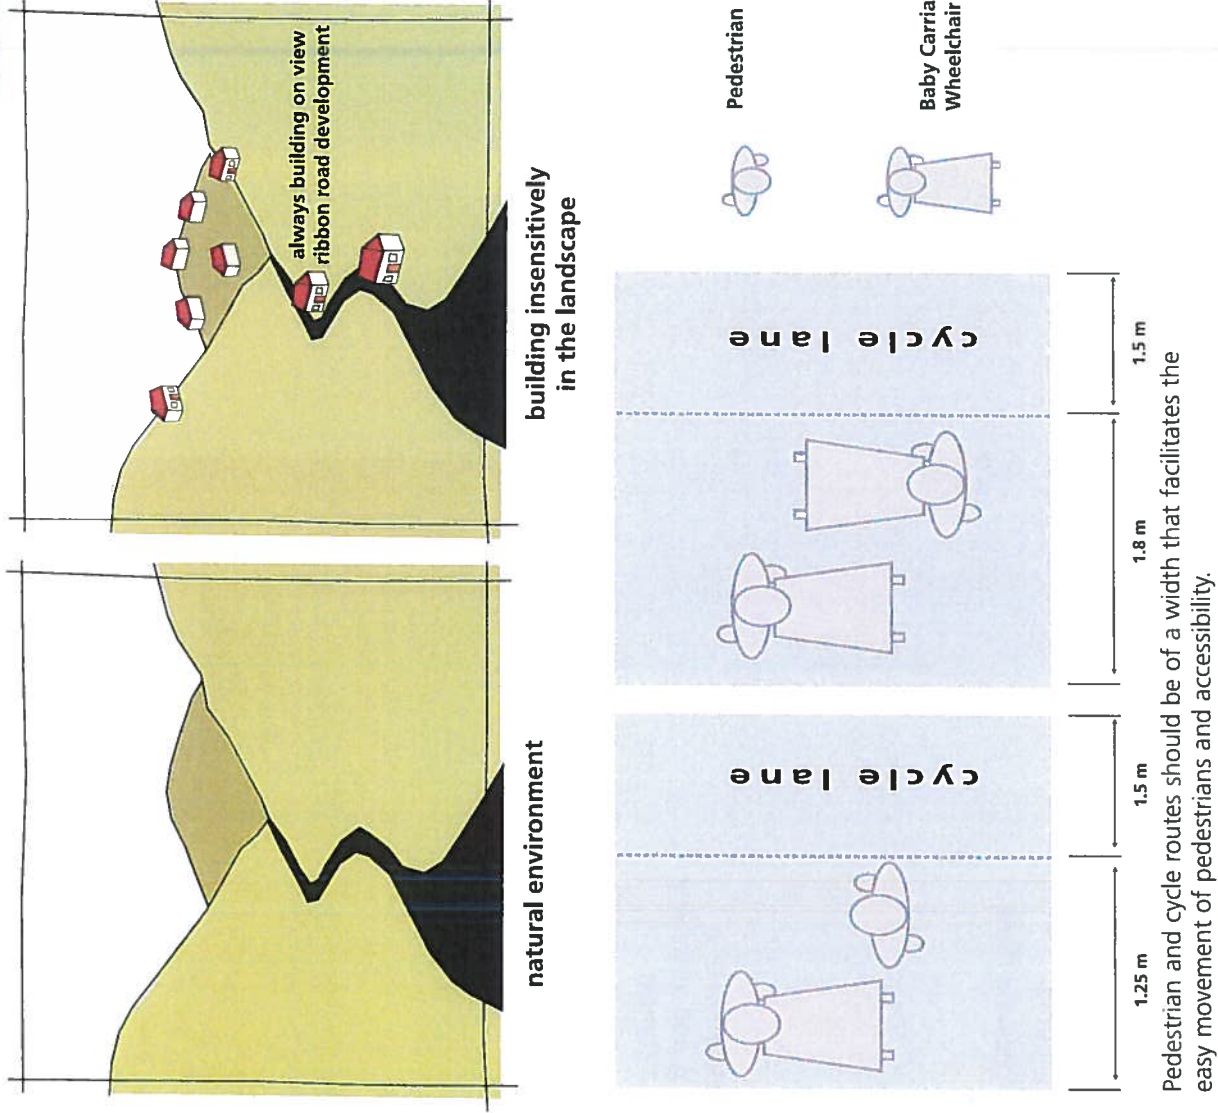 always building on view
ribbon road development
natural environment
building insensitively
in the landscape
Pedestrian
Baby Carria
Wheelchair
cycle lane
cycle lane
1.25 m
1.5 m
1.8 m
1.5 m
Pedestrian and cycle routes should be of a width that facilitates the
easy movement of pedestrians and accessibility.